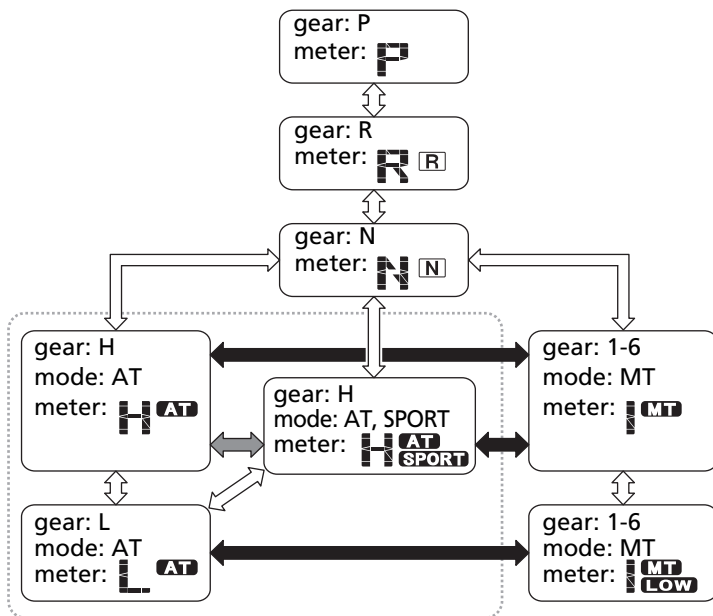 gear: P
meter: P
gear: R
meter: R R
gear: N
meter: N N
gear: H
mode: AT
meter: H AT
gear: H
mode: AT, SPORT
meter: H AT
SPORT
gear: 1-6
mode: MT
meter: 1 MT
gear: L
mode: AT
meter: L AT
gear: 1-6
mode: MT
meter: 1 MT
LOW